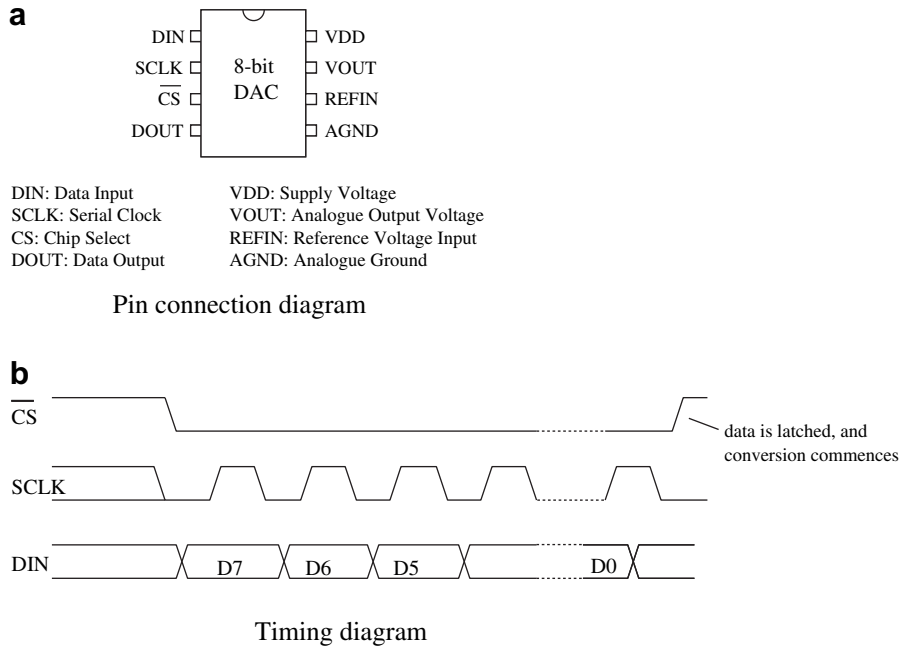 a
DIN VDD
SCLK 8-bit VOUT
CS DAC REFIN
DOUT AGND
DIN: Data Input VDD: Supply Voltage
SCLK: Serial Clock VOUT: Analogue Output Voltage
CS: Chip Select REFIN: Reference Voltage Input
DOUT: Data Output AGND: Analogue Ground
Pin connection diagram
b
CS
data is latched, and
conversion commences
SCLK
DIN D7 D6 D5 D0
Timing diagram